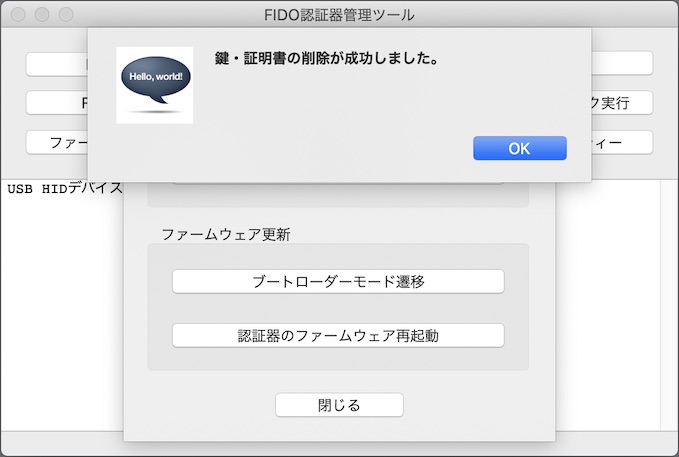 FIDO認証器管理ツール
Hello, world!
鍵・証明書の削除が成功しました。
OK
ク実行
ファー
ィー
USB HIDデバイス
ファームウェア更新
ブートローダーモード遷移
認証器のファームウェア再起動
閉じる